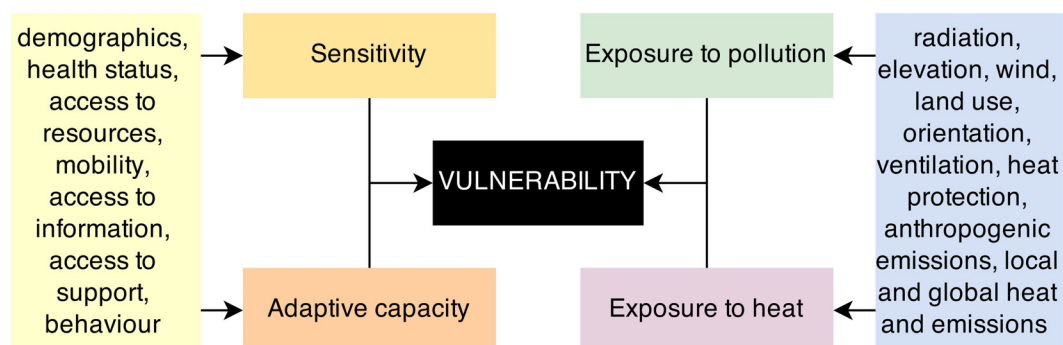 demographics,
health status,
access to
resources,
mobility,
access to
information,
access to
support,
behaviour
Sensitivity
Adaptive capacity
VULNERABILITY
Exposure to pollution
Exposure to heat
radiation,
elevation, wind,
land use,
orientation,
ventilation, heat
protection,
anthropogenic
emissions, local
and global heat
and emissions